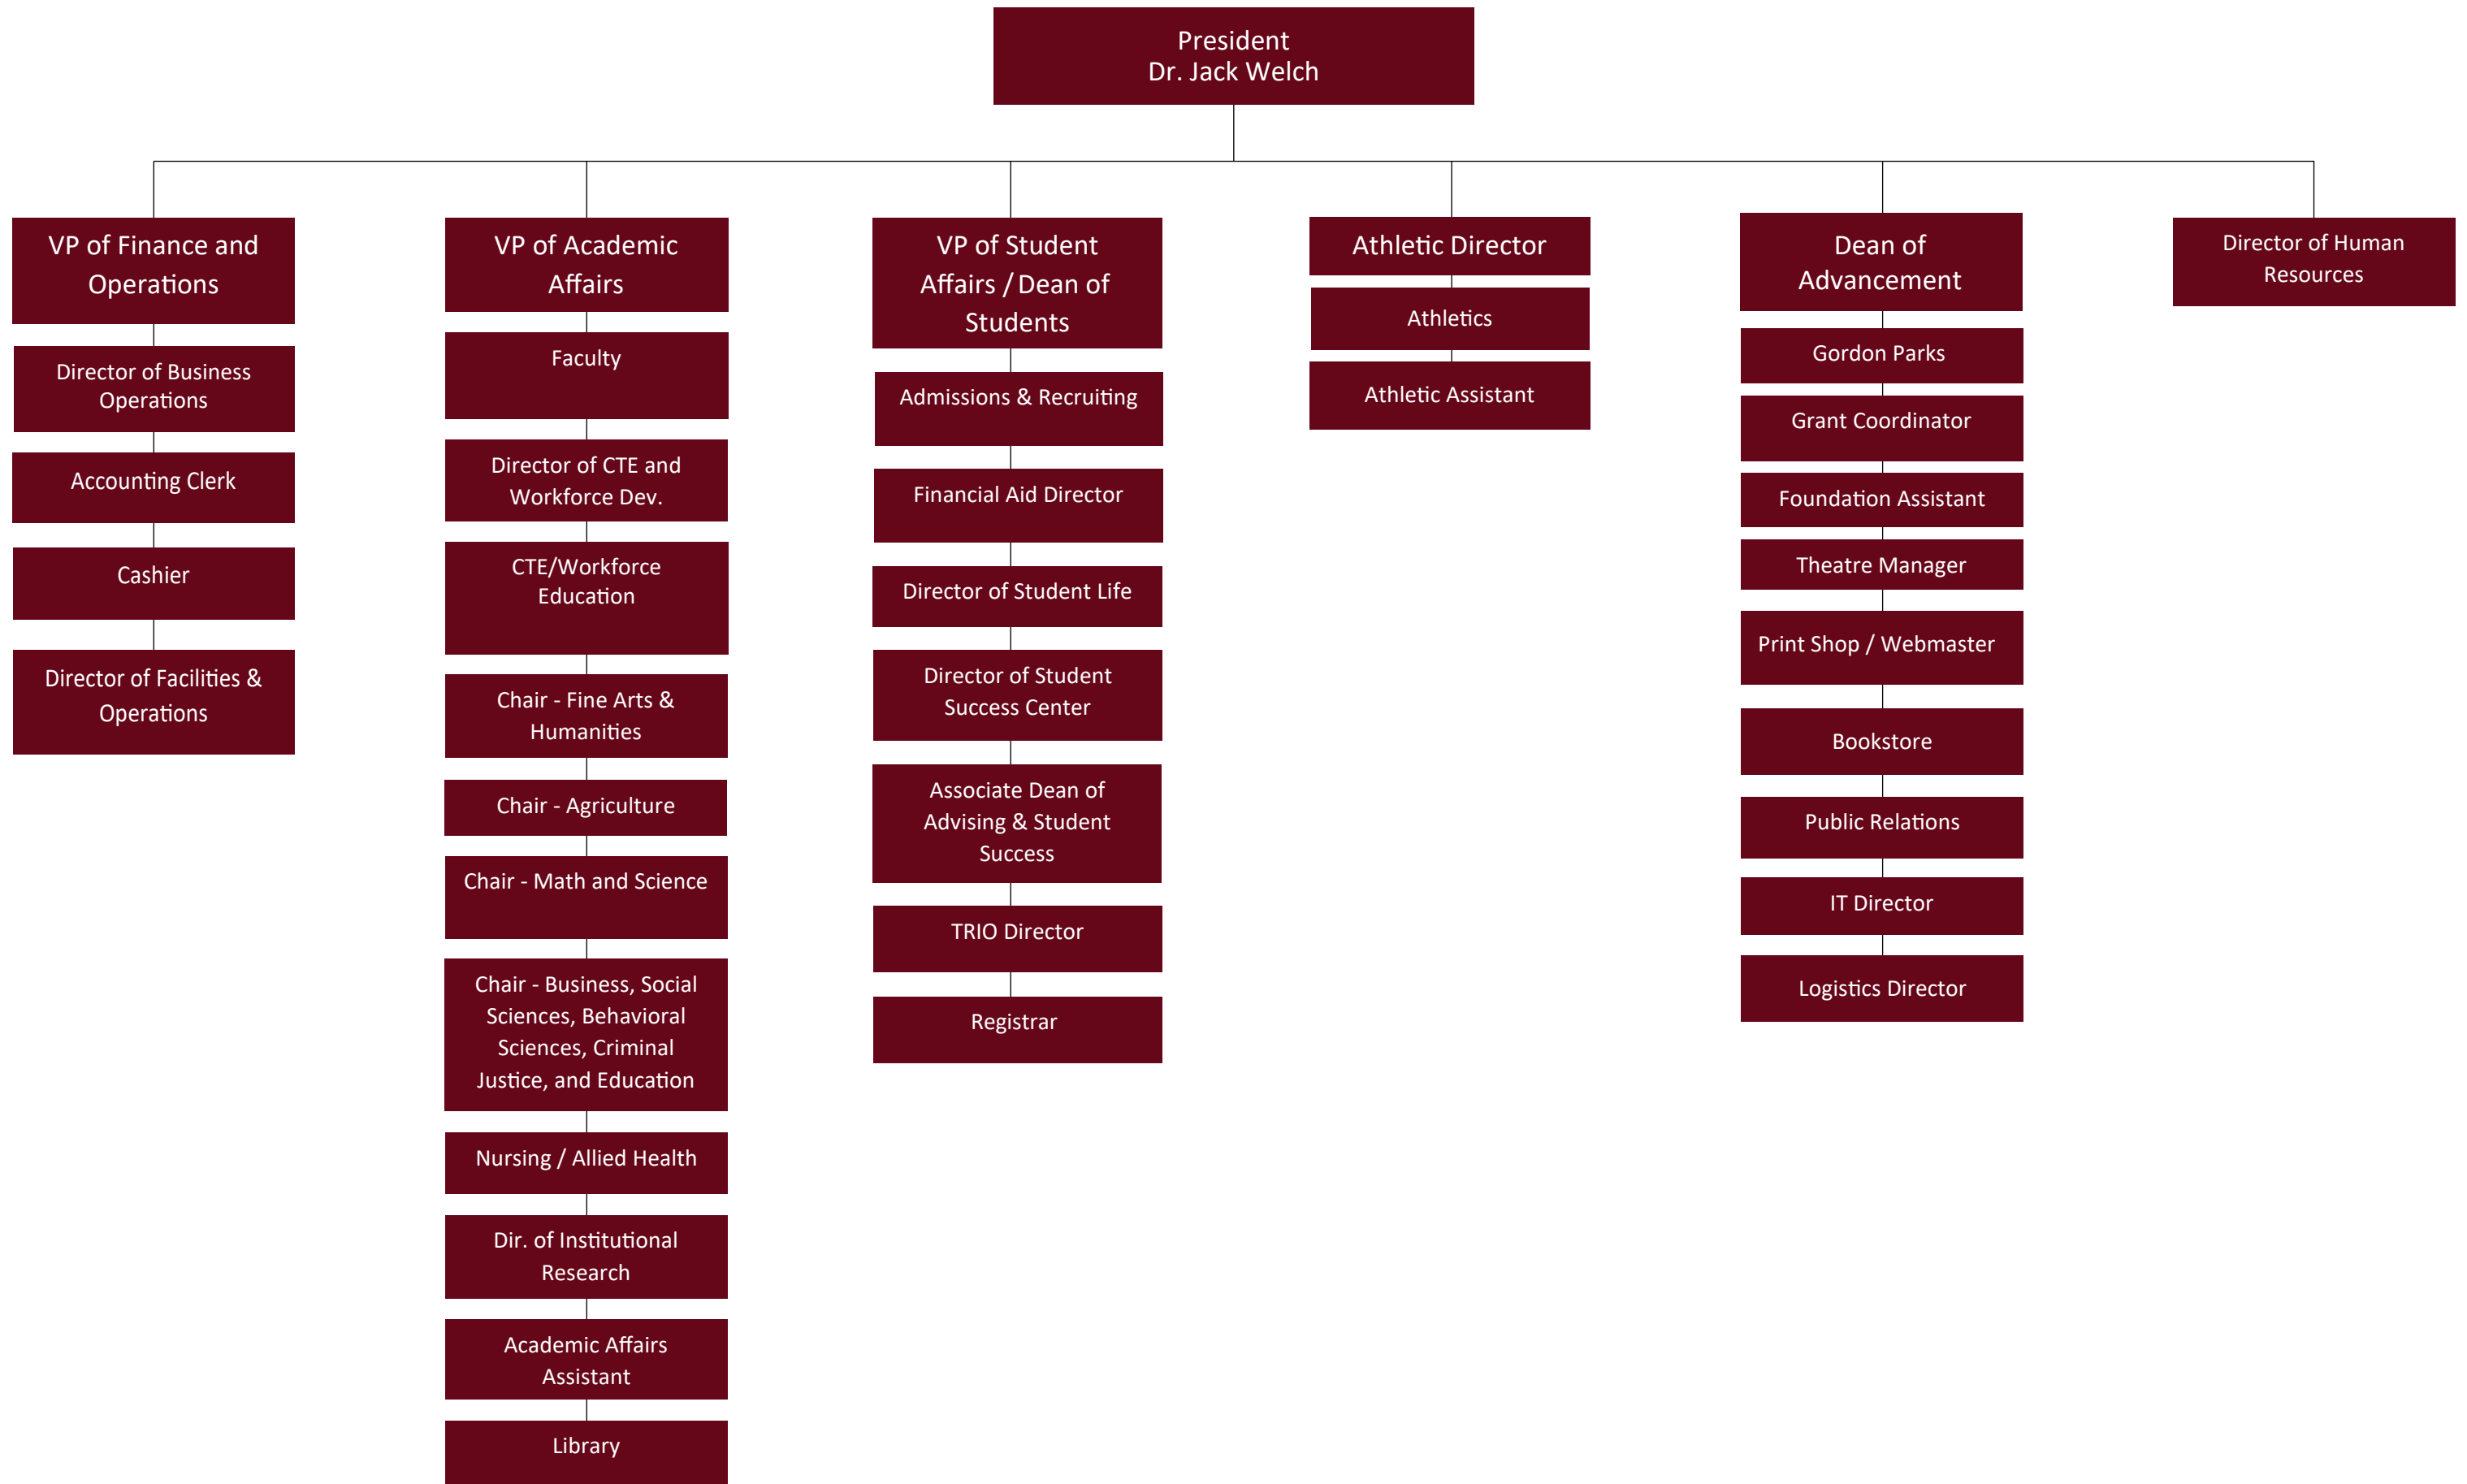 President
Dr. Jack Welch
VP of Finance and
Operations
Director of Business
Operations
Accounting Clerk
Cashier
Director of Facilities &
Operations
VP of Academic
Affairs
Faculty
Director of CTE and
Workforce Dev.
CTE/Workforce
Education
Chair - Fine Arts &
Humanities
Chair - Agriculture
Chair - Math and Science
Chair - Business, Social
Sciences, Behavioral
Sciences, Criminal
Justice, and Education
Nursing / Allied Health
Dir. of Institutional
Research
Academic Affairs
Assistant
Library
VP of Student
Affairs / Dean of
Students
Admissions & Recruiting
Financial Aid Director
Director of Student Life
Director of Student
Success Center
Associate Dean of
Advising & Student
Success
TRIO Director
Registrar
Athletic Director
Athletics
Athletic Assistant
Dean of
Advancement
Gordon Parks
Grant Coordinator
Foundation Assistant
Theatre Manager
Print Shop / Webmaster
Bookstore
Public Relations
IT Director
Logistics Director
Director of Human
Resources